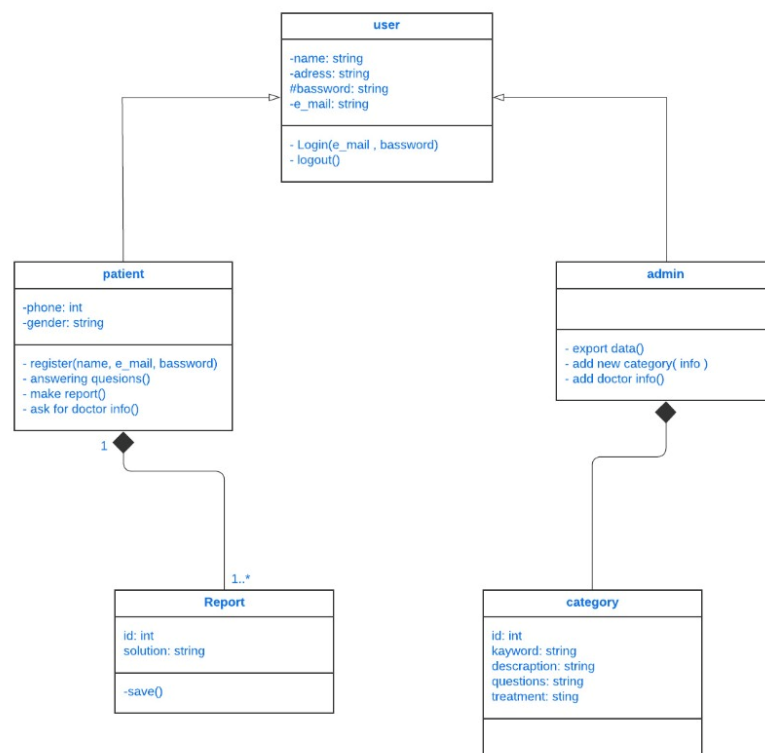 user
-name: string
-adress: string
#bassword: string
-e_mail: string
- Login(e_mail , bassword)
- logout()
patient
-phone: int
-gender: string
- register(name, e_mail, bassword)
- answering quesions()
- make report()
- ask for doctor info()
admin
- export data()
- add new category( info )
- add doctor info()
1
1..*
Report
id: int
solution: string
-save()
category
id: int
kayword: string
descraption: string
questions: string
treatment: sting